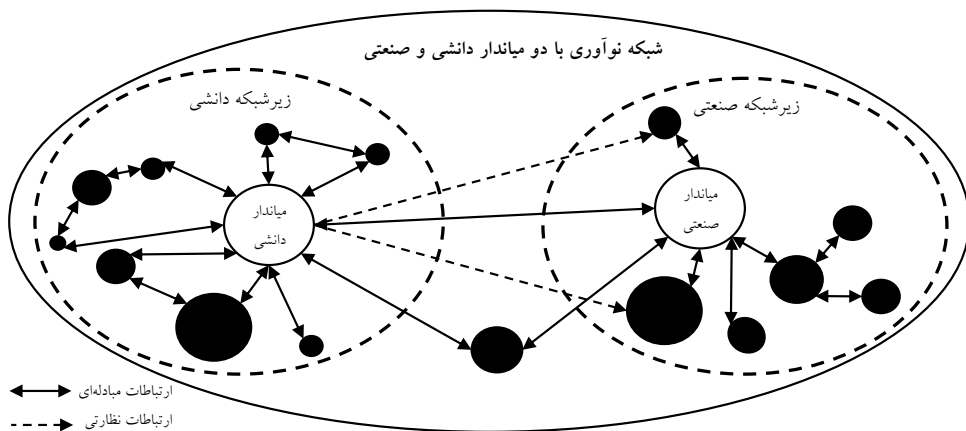 شبکه نوآوری با دو میاندار دانشی و صنعتی
زیرشبکه صنعتی
زیرشبکه دانشی
میاندار
صنعتی
میاندار
دانشی
ارتباطات مبادله‌ای
ارتباطات نظارتی